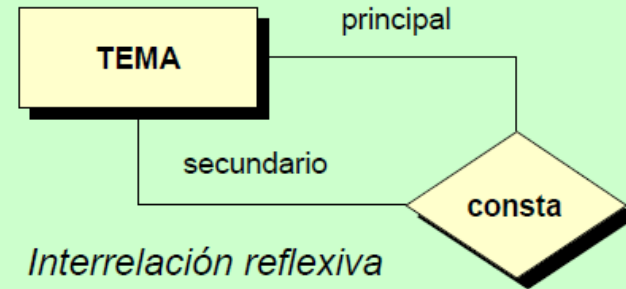 principal
TEMA
secundario
consta
Interrelación reflexiva